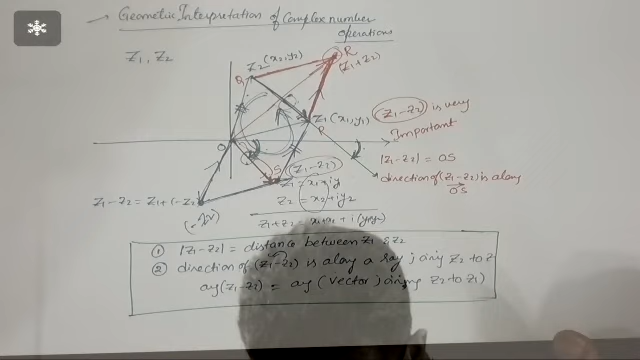 → Geometric Interpretation of Complex number
operations
Z1, Z2
Z2 (x2, y2)
R
(Z1+Z2)
Q
Z1 (x1, y1)
P
(Z1-Z2) is very
Important
O
|Z1-Z2| = OS
direction of (Z1-Z2) is along
OS
S (Z1-Z2)
Z1 = x1+iy
Z2 = x2+iy2
Z1+Z2 = x1+x2 + i(y1+y2
Z1-Z2 = Z1+(-Z2)
(-Z2)
① |Z1-Z2| = distance between Z1 & Z2
② direction of (Z1-Z2) is along a ray joining Z2 to Z
arg(Z1-Z2) = arg (vector joining Z2 to Z1)